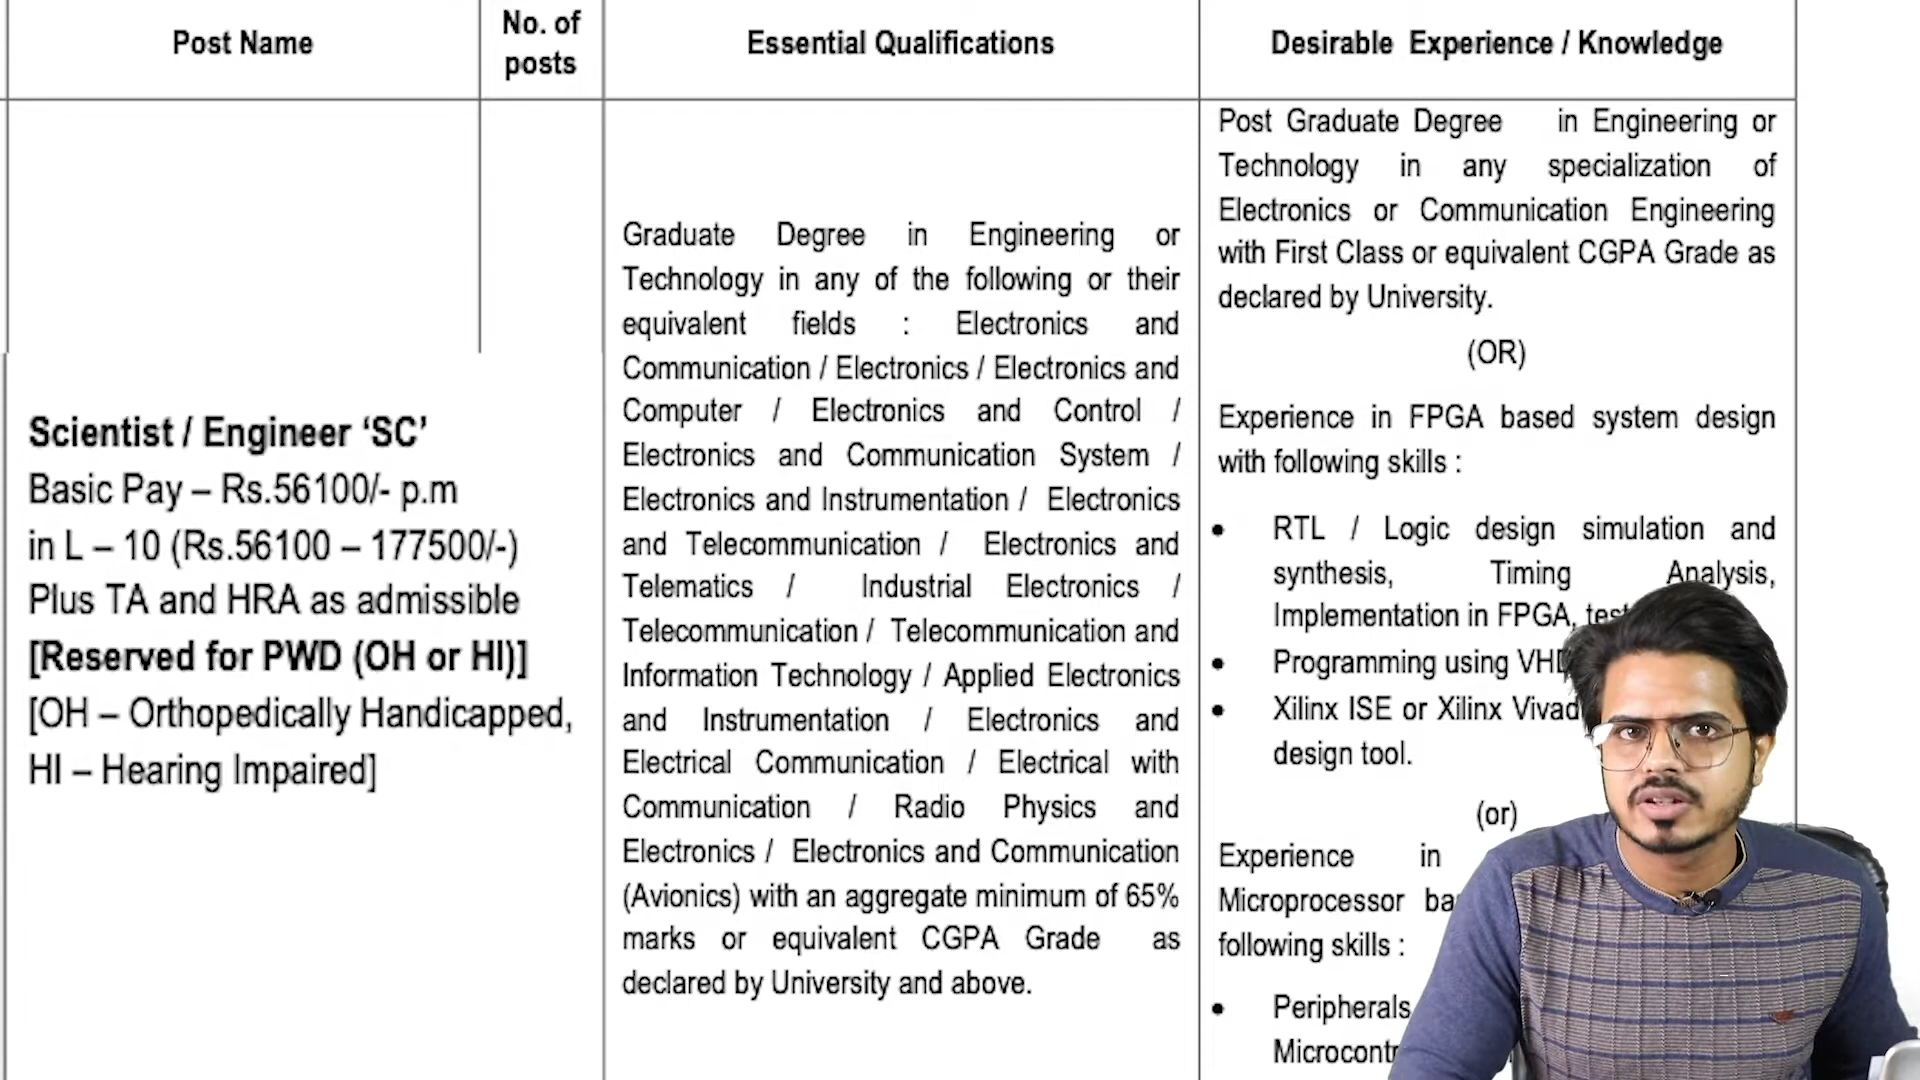 Post Name
No. of
posts
Essential Qualifications
Desirable Experience / Knowledge
Scientist / Engineer ‘SC’
Basic Pay – Rs.56100/- p.m
in L – 10 (Rs.56100 – 177500/-)
Plus TA and HRA as admissible
[Reserved for PWD (OH or HI)]
[OH – Orthopedically Handicapped,
HI – Hearing Impaired]
Graduate Degree in Engineering or
Technology in any of the following or their
equivalent fields : Electronics and
Communication / Electronics / Electronics and
Computer / Electronics and Control /
Electronics and Communication System /
Electronics and Instrumentation / Electronics
and Telecommunication / Electronics and
Telematics / Industrial Electronics /
Telecommunication / Telecommunication and
Information Technology / Applied Electronics
and Instrumentation / Electronics and
Electrical Communication / Electrical with
Communication / Radio Physics and
Electronics / Electronics and Communication
(Avionics) with an aggregate minimum of 65%
marks or equivalent CGPA Grade as
declared by University and above.
Post Graduate Degree in Engineering or
Technology in any specialization of
Electronics or Communication Engineering
with First Class or equivalent CGPA Grade as
declared by University.
(OR)
Experience in FPGA based system design
with following skills :
• RTL / Logic design simulation and
synthesis, Timing Analysis,
Implementation in FPGA,
• Programming using
• Xilinx ISE or Xilinx
design tool.
(or)
Experience in
Microprocessor
following skills :
• Peripherals